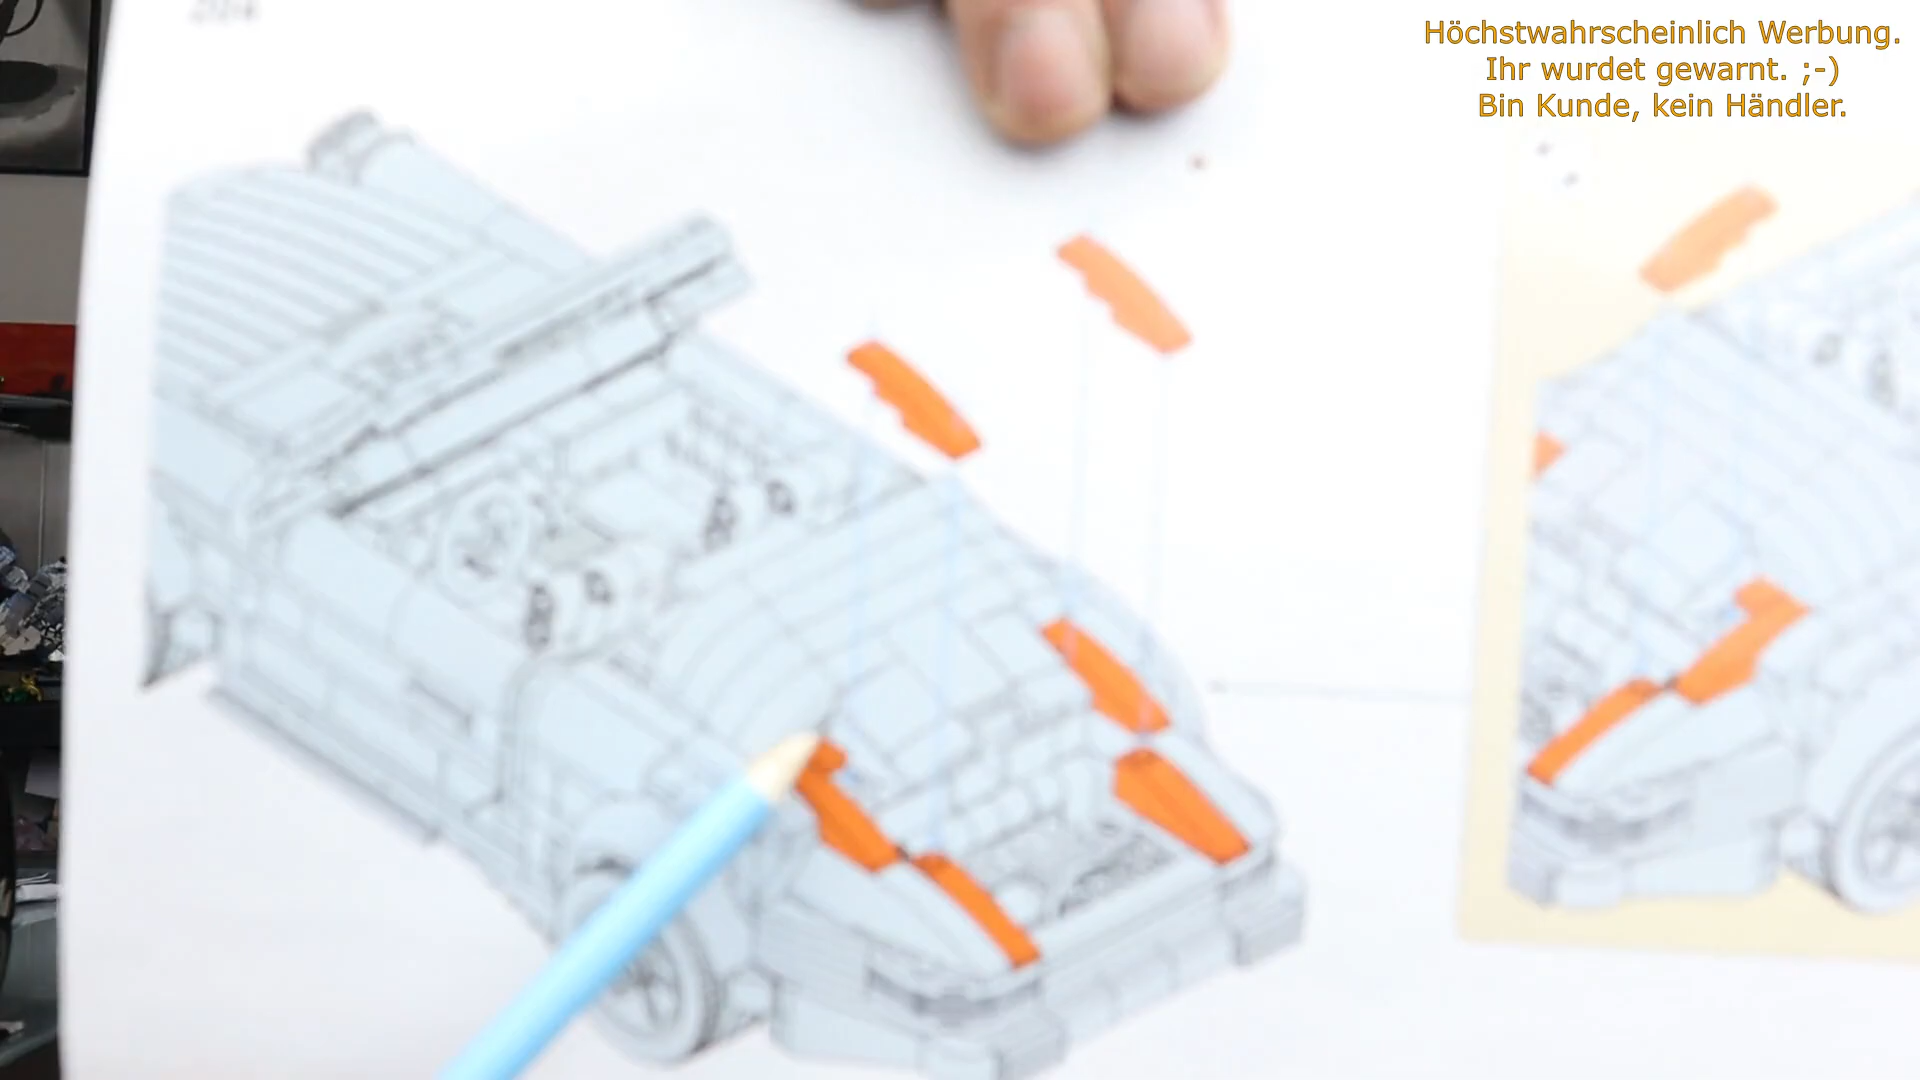 Höchstwahrscheinlich Werbung.
Ihr wurdet gewarnt. ;-)
Bin Kunde, kein Händler.